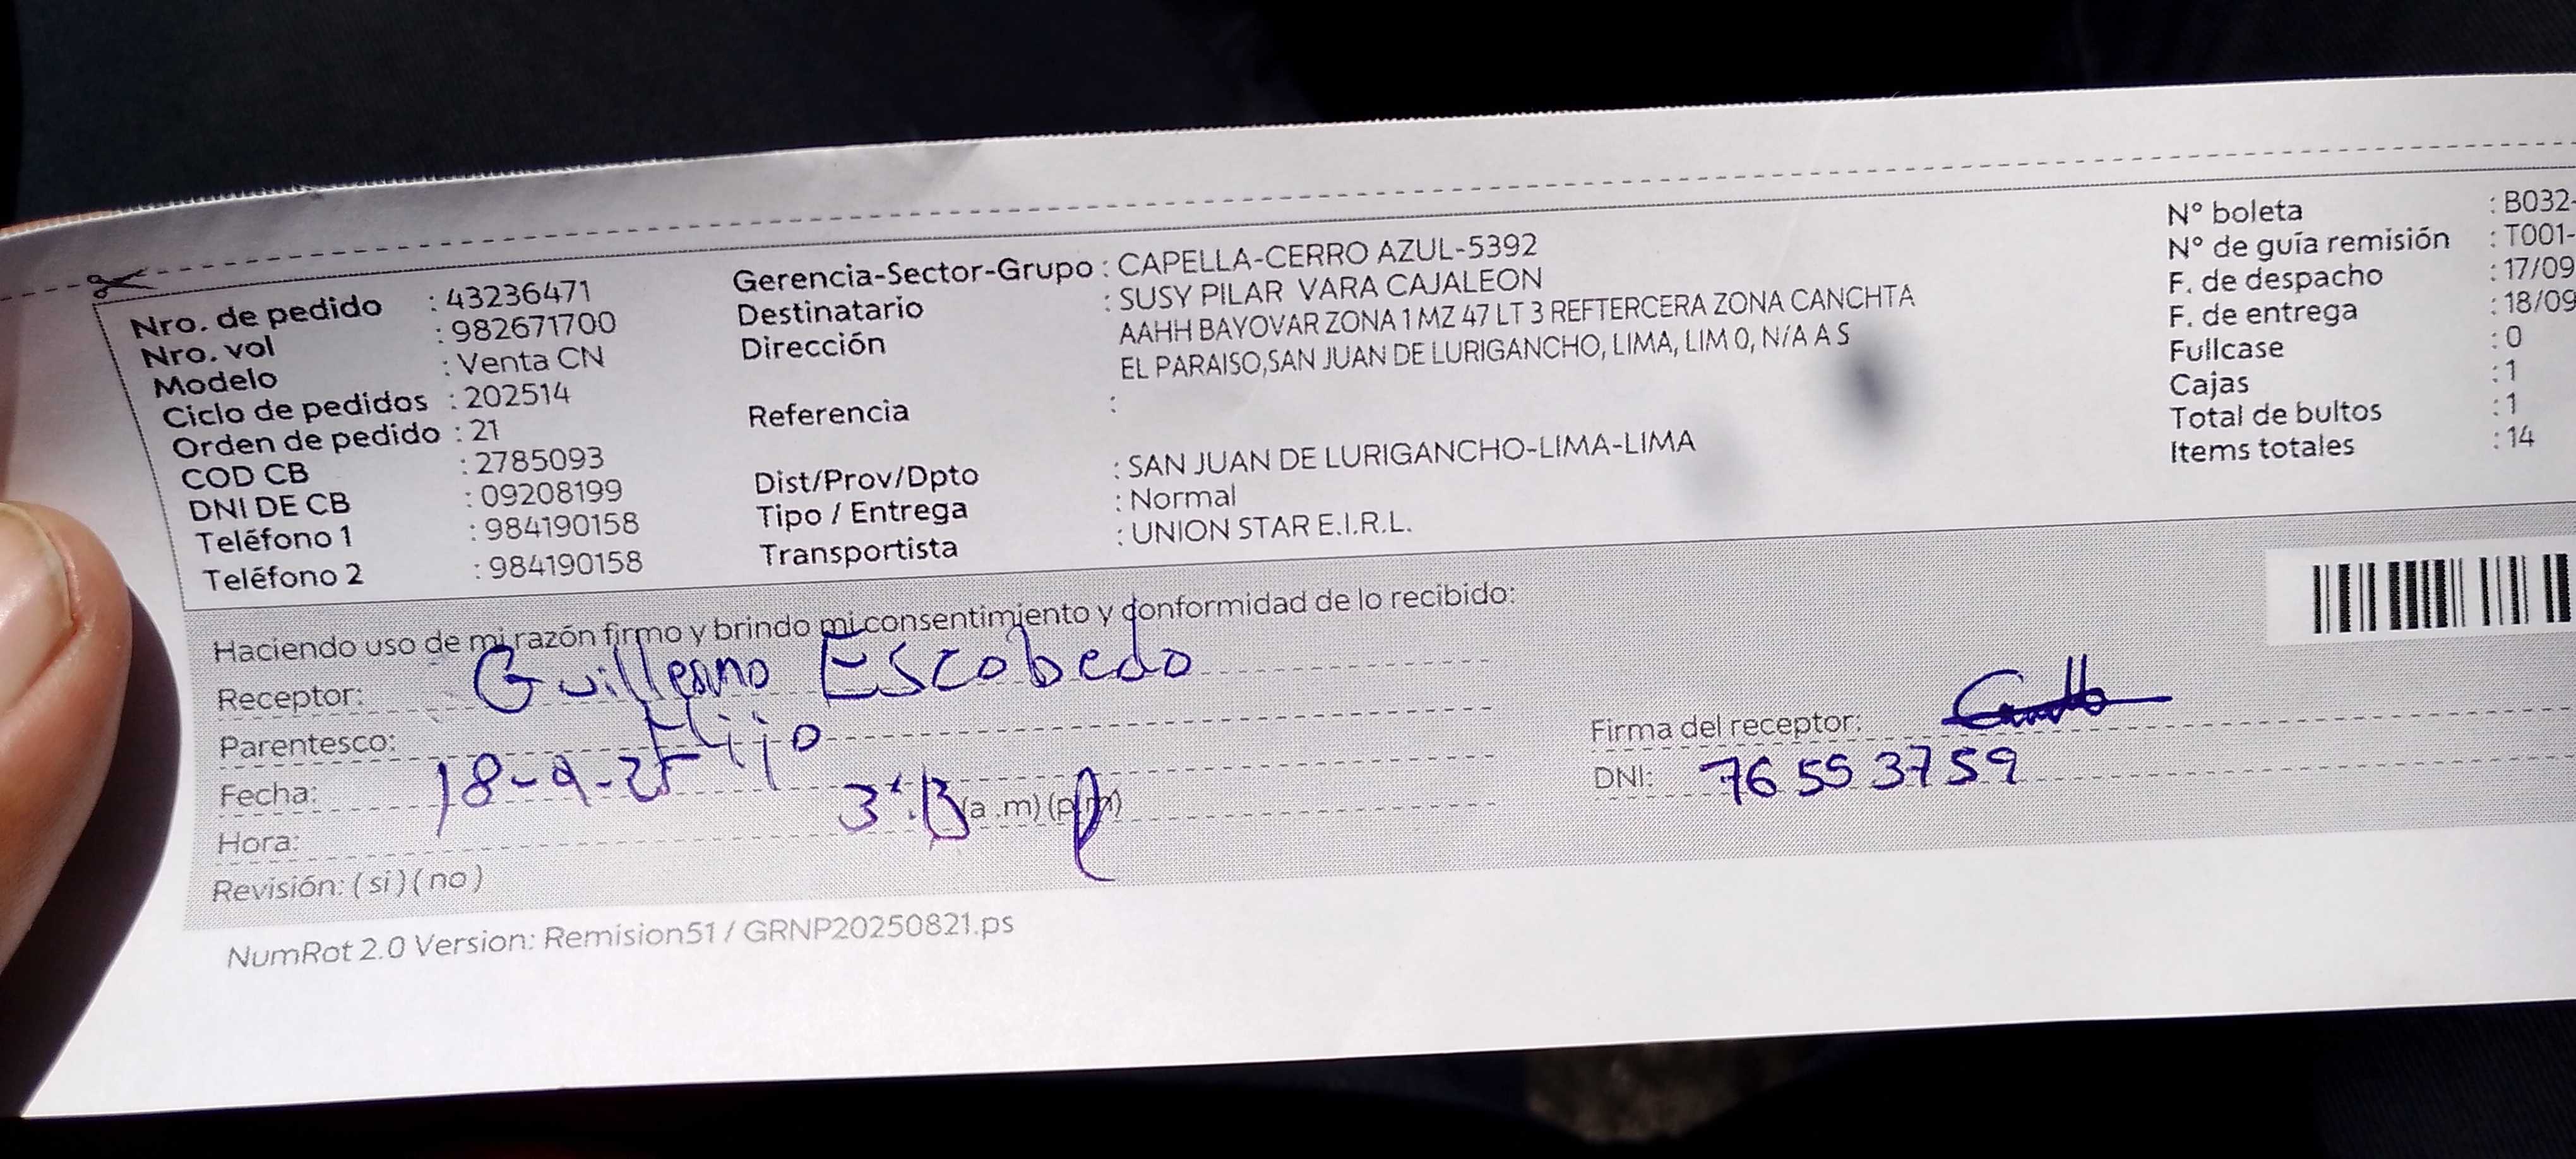 Nro. de pedido : 43236471
Nro. vol : 982671700
Modelo : Venta CN
Ciclo de pedidos : 202514
Orden de pedido : 21
COD CB : 2785093
DNI DE CB : 09208199
Teléfono 1 : 984190158
Teléfono 2 : 984190158
Gerencia-Sector-Grupo : CAPELLA-CERRO AZUL-5392
Destinatario : SUSY PILAR VARA CAJALEON
Dirección AAHH BAYOVAR ZONA 1 MZ 47 LT 3 REFTERCERA ZONA CANCHTA
EL PARAISO,SAN JUAN DE LURIGANCHO, LIMA, LIM 0, N/A A S
Referencia :
Dist/Prov/Dpto : SAN JUAN DE LURIGANCHO-LIMA-LIMA
Tipo / Entrega : Normal
Transportista : UNION STAR E.I.R.L.
N° boleta : B032-
N° de guía remisión : T001-
F. de despacho : 17/09
F. de entrega : 18/09
Fullcase : 0
Cajas : 1
Total de bultos : 1
Items totales : 14
Haciendo uso de mi razón firmo y brindo mi consentimiento y conformidad de lo recibido:
Receptor: Guillermo Escobedo
Parentesco: Hijo
Fecha: 18-9-25
Hora: (a .m) (p.m)
Revisión: ( si ) ( no )
Firma del receptor:
DNI: 76553759
NumRot 2.0 Version: Remision51 / GRNP20250821.ps